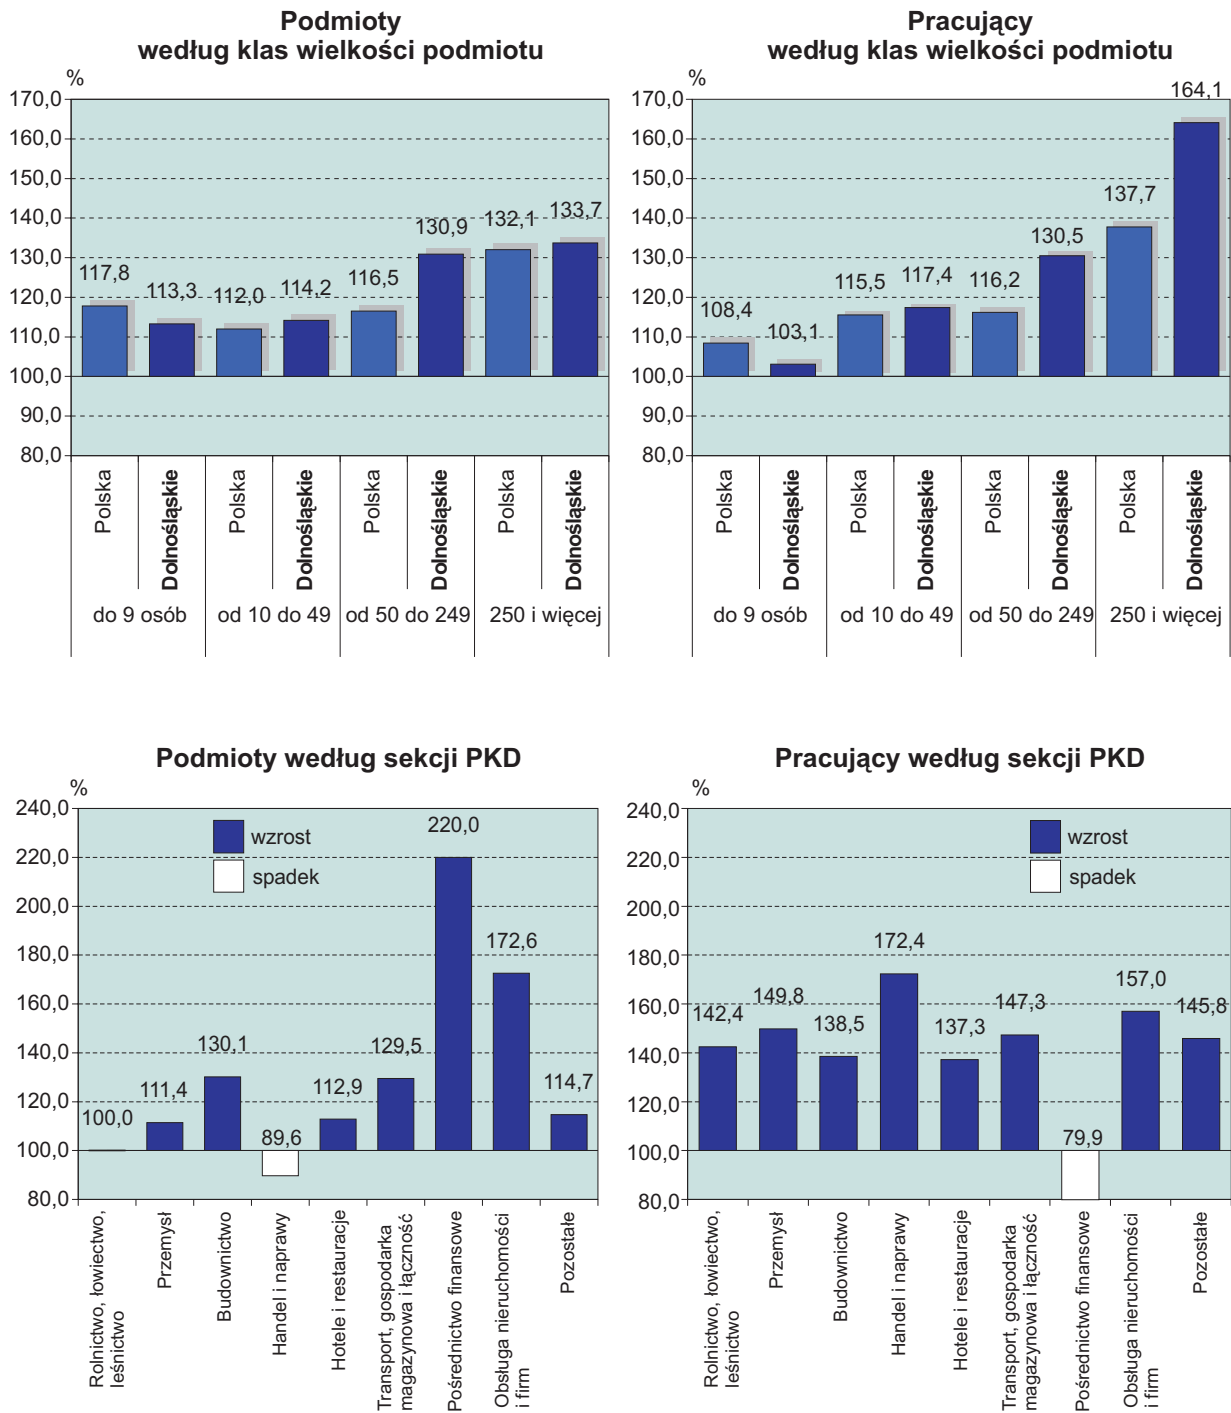 Podmioty
według klas wielkości podmiotu
%
170,0
160,0
150,0
140,0
130,0
120,0
110,0
100,0
90,0
80,0
117,8
113,3
112,0
114,2
116,5
130,9
132,1
133,7
Polska
Dolnośląskie
Polska
Dolnośląskie
Polska
Dolnośląskie
Polska
Dolnośląskie
do 9 osób
od 10 do 49
od 50 do 249
250 i więcej
Pracujący
według klas wielkości podmiotu
%
170,0
160,0
150,0
140,0
130,0
120,0
110,0
100,0
90,0
80,0
108,4
103,1
115,5
117,4
116,2
130,5
137,7
164,1
Polska
Dolnośląskie
Polska
Dolnośląskie
Polska
Dolnośląskie
Polska
Dolnośląskie
do 9 osób
od 10 do 49
od 50 do 249
250 i więcej
Podmioty według sekcji PKD
%
240,0
220,0
200,0
180,0
160,0
140,0
120,0
100,0
80,0
wzrost
spadek
100,0
111,4
130,1
89,6
112,9
129,5
220,0
172,6
114,7
Rolnictwo, łowiectwo,
leśnictwo
Przemysł
Budownictwo
Handel i naprawy
Hotele i restauracje
Transport, gospodarka
magazynowa i łączność
Pośrednictwo finansowe
Obsługa nieruchomości
i firm
Pozostałe
Pracujący według sekcji PKD
%
240,0
220,0
200,0
180,0
160,0
140,0
120,0
100,0
80,0
wzrost
spadek
142,4
149,8
138,5
172,4
137,3
147,3
79,9
157,0
145,8
Rolnictwo, łowiectwo,
leśnictwo
Przemysł
Budownictwo
Handel i naprawy
Hotele i restauracje
Transport, gospodarka
magazynowa i łączność
Pośrednictwo finansowe
Obsługa nieruchomości
i firm
Pozostałe